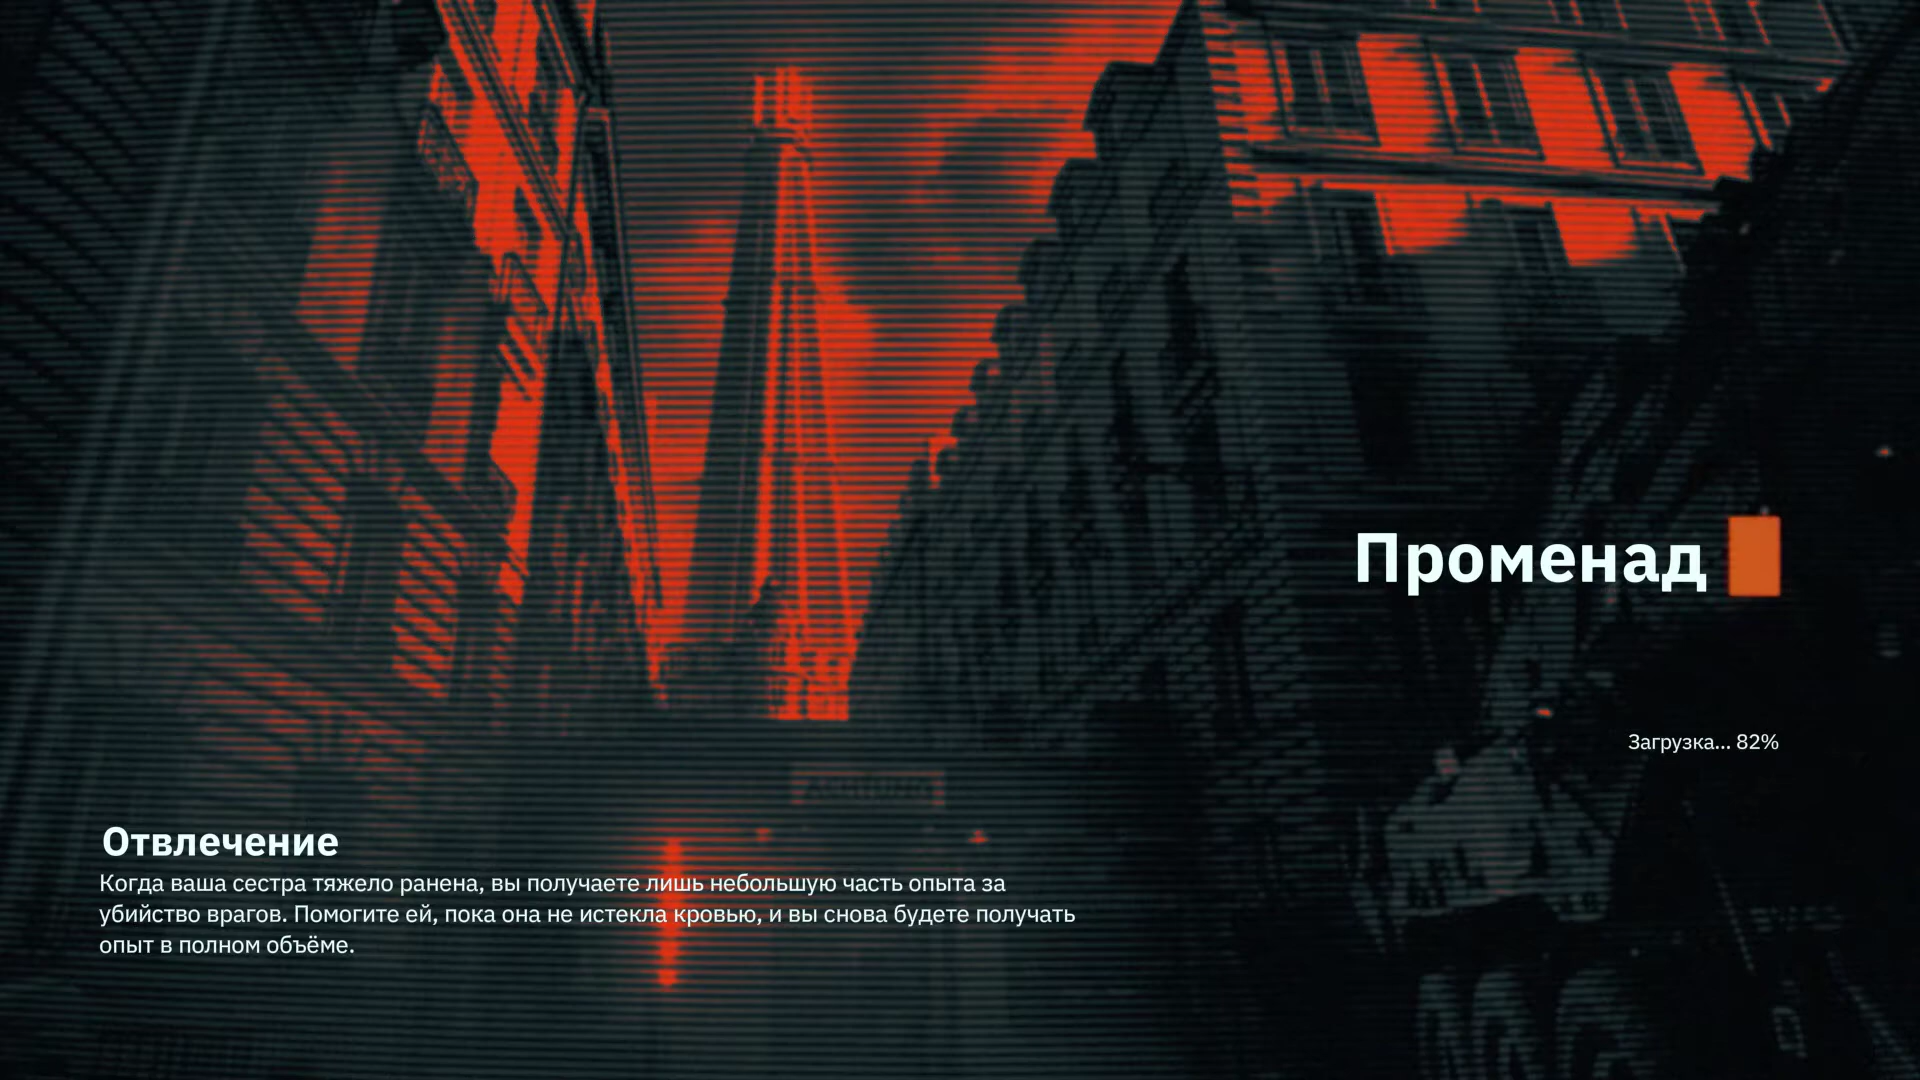 Променад
Загрузка... 82%
Отвлечение
Когда ваша сестра тяжело ранена, вы получаете лишь небольшую часть опыта за
убийство врагов. Помогите ей, пока она не истекла кровью, и вы снова будете получать
опыт в полном объёме.